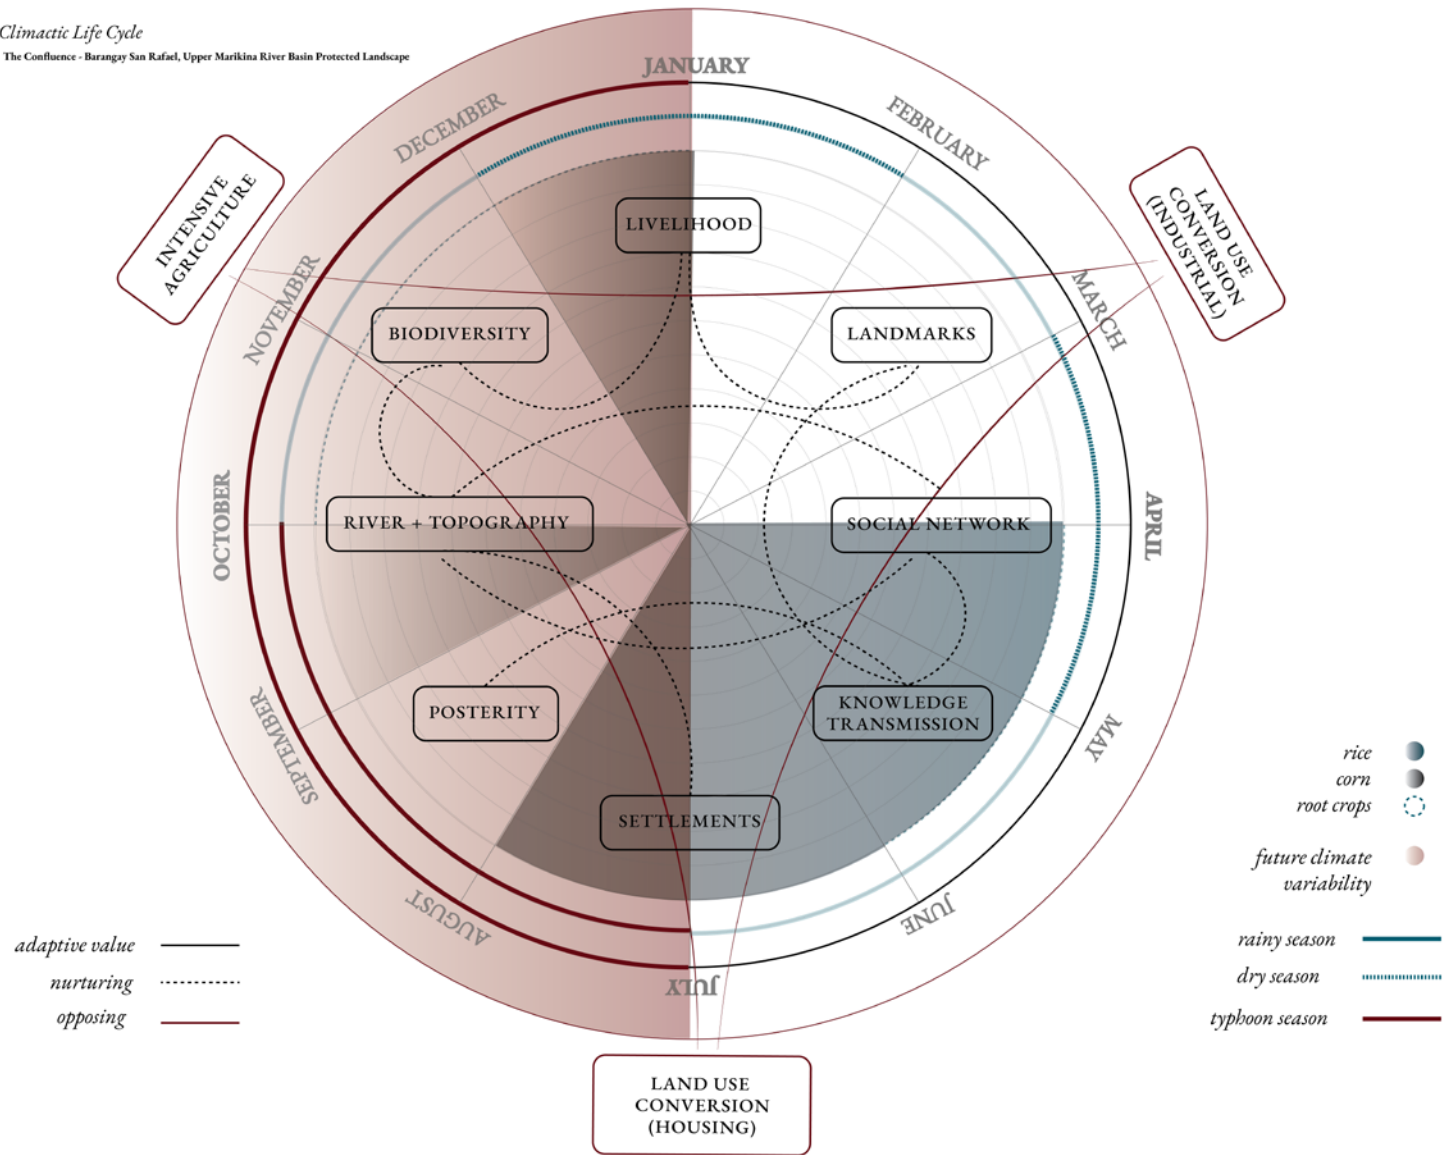 Climactic Life Cycle
The Confluence - Barangay San Rafael, Upper Marikina River Basin Protected Landscape
JANUARY
FEBRUARY
MARCH
APRIL
MAY
JUNE
JULY
AUGUST
SEPTEMBER
OCTOBER
NOVEMBER
DECEMBER
INTENSIVE
AGRICULTURE
LAND USE
CONVERSION
(INDUSTRIAL)
LIVELIHOOD
BIODIVERSITY
LANDMARKS
RIVER + TOPOGRAPHY
SOCIAL NETWORK
POSTERITY
KNOWLEDGE
TRANSMISSION
SETTLEMENTS
LAND USE
CONVERSION
(HOUSING)
adaptive value
nurturing
opposing
rice
corn
root crops
future climate
variability
rainy season
dry season
typhoon season